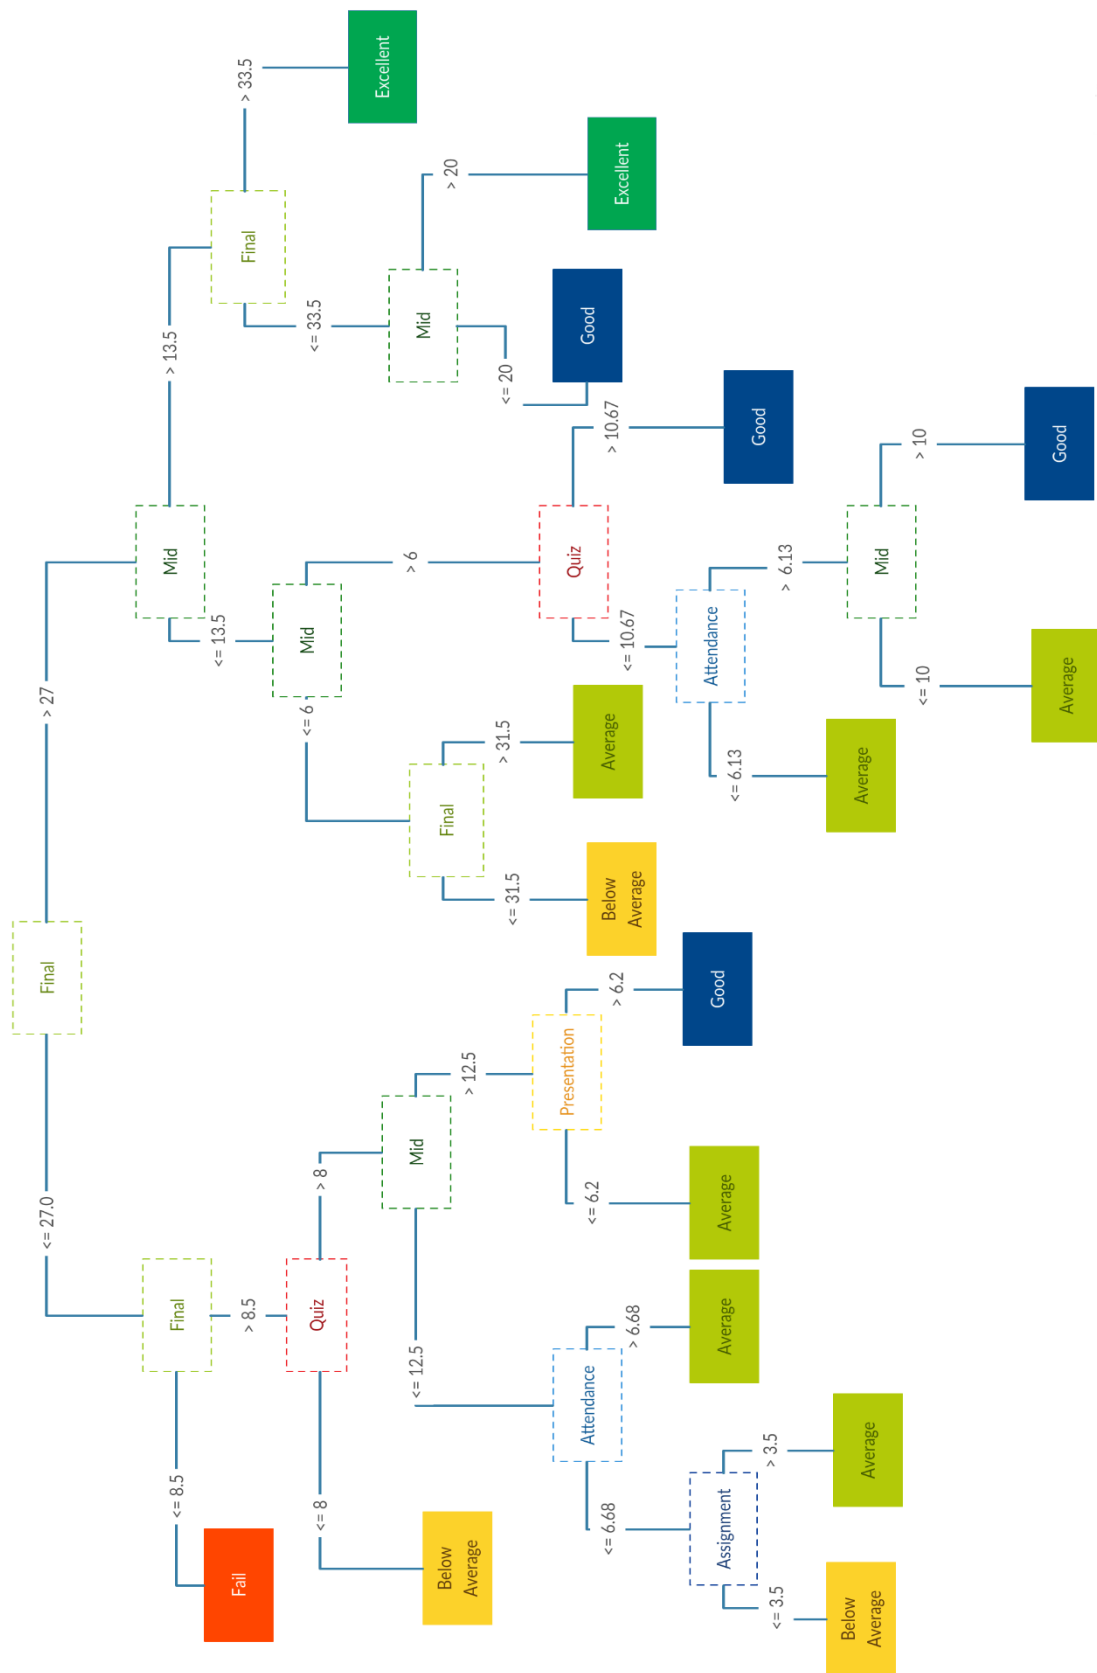 Final
<= 27.0
> 27
Final
<= 8.5
> 8.5
Fail
Quiz
<= 8
> 8
Below
Average
Mid
<= 12.5
> 12.5
Attendance
<= 6.68
> 6.68
Assignment
<= 3.5
> 3.5
Below
Average
Average
Average
Presentation
<= 6.2
> 6.2
Average
Good
Mid
<= 13.5
> 13.5
Mid
<= 6
> 6
Final
<= 31.5
> 31.5
Below
Average
Average
Quiz
<= 10.67
> 10.67
Attendance
<= 6.13
> 6.13
Average
Mid
<= 10
> 10
Average
Good
Good
Final
<= 33.5
> 33.5
Mid
<= 20
> 20
Good
Excellent
Excellent